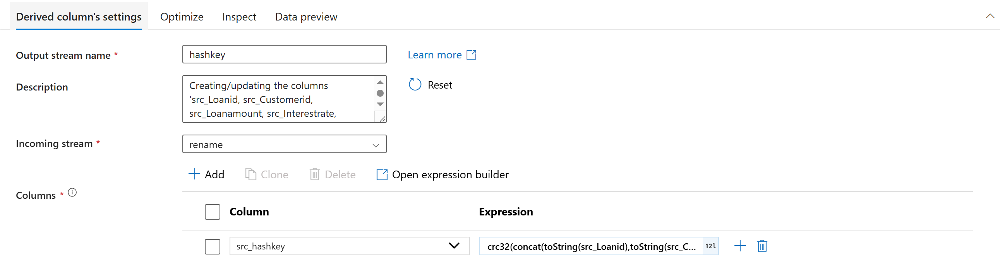 Derived column's settings Optimize Inspect Data preview
Output stream name * hashkey Learn more
Description Creating/updating the columns
'src_Loanid, src_Customerid,
src_Loanamount, src_Interestrate,
Reset
Incoming stream * rename
Add Clone Delete Open expression builder
Columns *
Column Expression
src_hashkey crc32(concat(toString(src_Loanid),toString(src_C... 12l